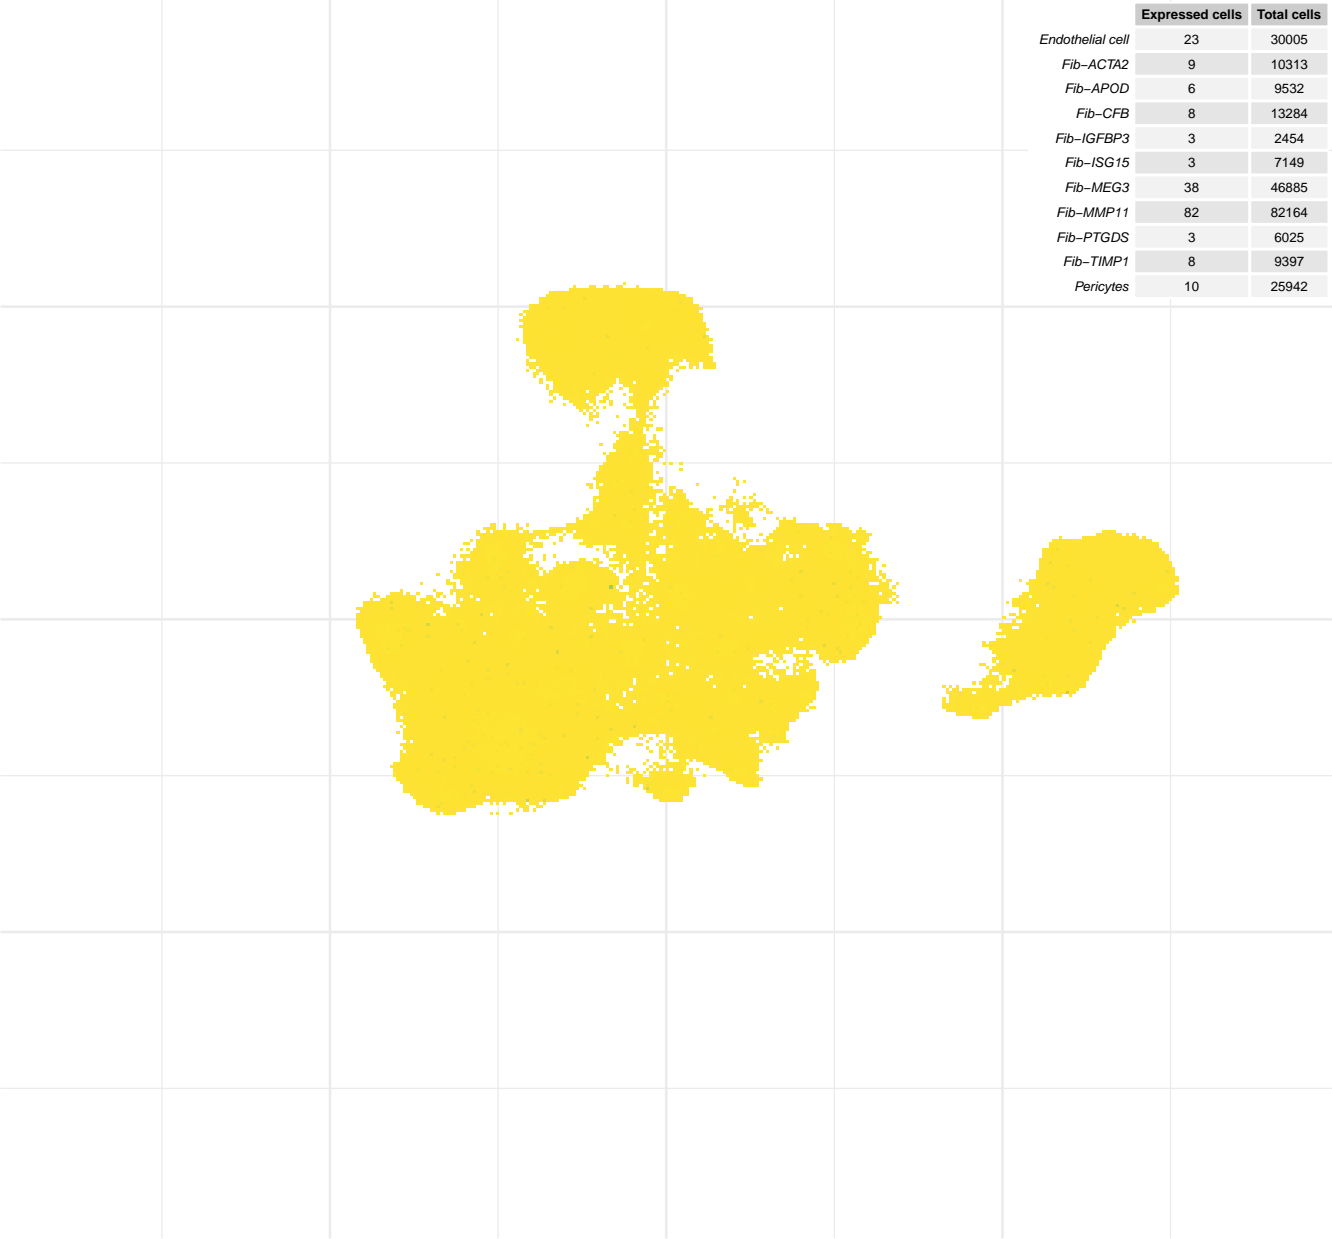 Expressed cells Total cells
Endothelial cell 23 30005
Fib−ACTA2 9 10313
Fib−APOD 6 9532
Fib−CFB 8 13284
Fib−IGFBP3 3 2454
Fib−ISG15 3 7149
Fib−MEG3 38 46885
Fib−MMP11 82 82164
Fib−PTGDS 3 6025
Fib−TIMP1 8 9397
Pericytes 10 25942